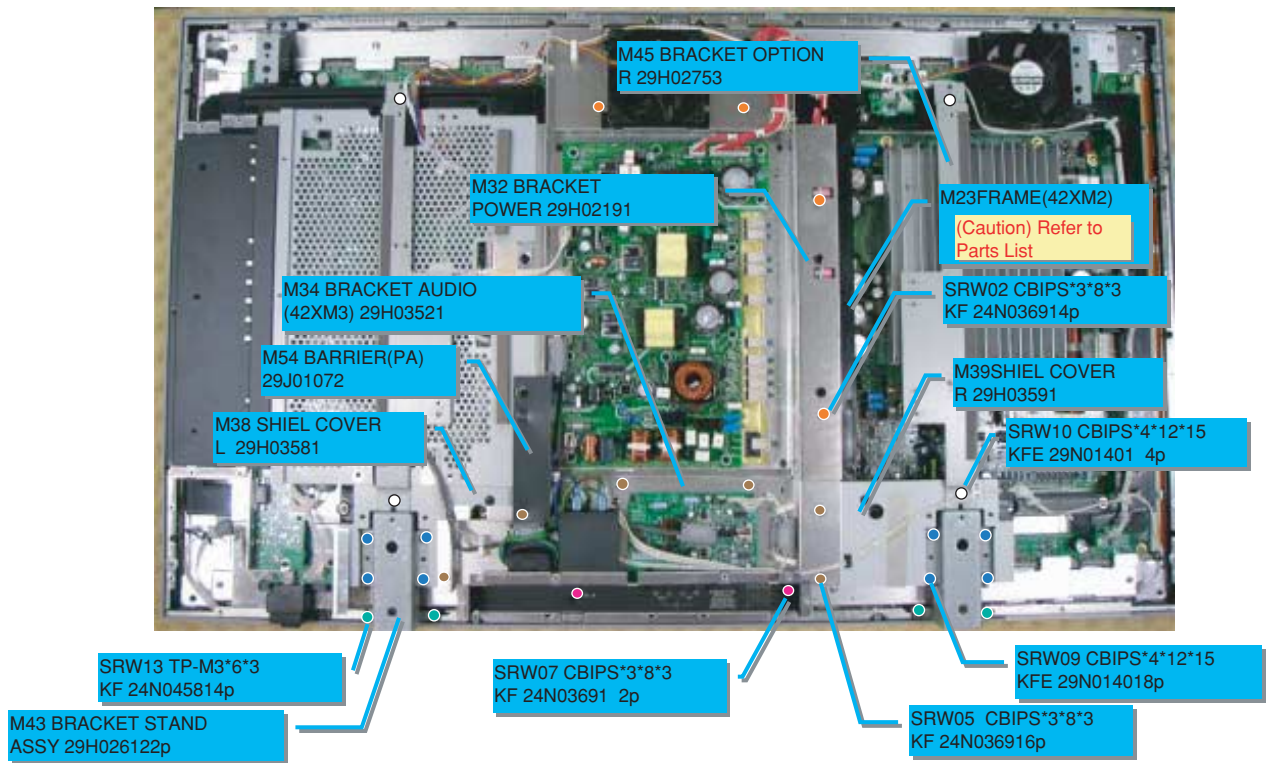 M45 BRACKET OPTION
R 29H02753
M32 BRACKET
POWER 29H02191
M23FRAME(42XM2)
(Caution) Refer to
Parts List
M34 BRACKET AUDIO
(42XM3) 29H03521
SRW02 CBIPS*3*8*3
KF 24N036914p
M54 BARRIER(PA)
29J01072
M39SHIEL COVER
R 29H03591
M38 SHIEL COVER
L 29H03581
SRW10 CBIPS*4*12*15
KFE 29N01401 4p
SRW13 TP-M3*6*3
KF 24N045814p
SRW07 CBIPS*3*8*3
KF 24N03691 2p
SRW09 CBIPS*4*12*15
KFE 29N014018p
M43 BRACKET STAND
ASSY 29H026122p
SRW05 CBIPS*3*8*3
KF 24N036916p